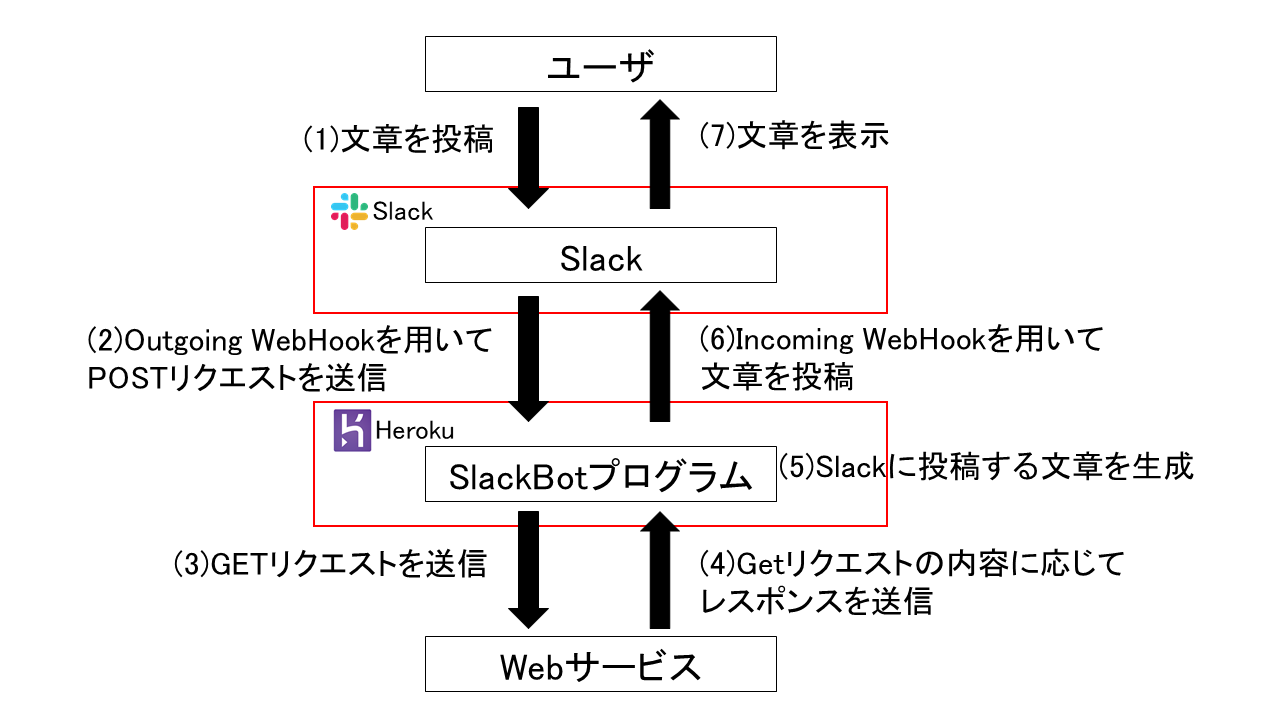 ユーザ
(1)文章を投稿
(7)文章を表示
Slack
Slack
(2)Outgoing WebHookを用いて
POSTリクエストを送信
(6)Incoming WebHookを用いて
文章を投稿
Heroku
SlackBotプログラム
(5)Slackに投稿する文章を生成
(3)GETリクエストを送信
(4)Getリクエストの内容に応じて
レスポンスを送信
Webサービス